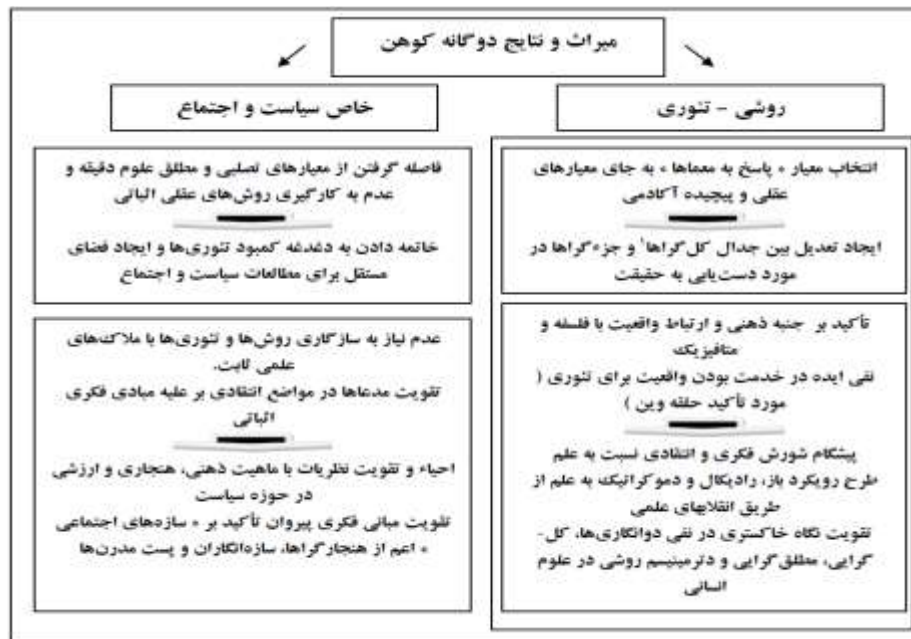 میراث و نتایج دوگانه کوهن
روشی - تئوری
انتخاب معیار « پاسخ به معماها » به جای معیارهای
عقلی و پیچیده آکادمی
ایجاد تعدیل بین جدال کل‌گراها¹ و جزءگراها در
مورد دست‌یابی به حقیقت
تأکید بر جنبه ذهنی و ارتباط واقعیت با فلسفه و
متافیزیک
نفی ایده در خدمت بودن واقعیت برای تئوری (
مورد تأکید حلقه وین )
پیشگام شورش فکری و انتقادی نسبت به علم
طرح رویکرد باز، رادیکال و دموکراتیک به علم از
طریق انقلابهای علمی
تقویت نگاه خاکستری در نفی دوانگاری‌ها، کل-
گرایی، مطلق‌گرایی و دترمینیسم روشی در علوم
انسانی
خاص سیاست و اجتماع
فاصله گرفتن از معیارهای تصلبی و مطلق علوم دقیقه و
عدم به کارگیری روش‌های عقلی اثباتی
خاتمه دادن به دغدغه کمبود تئوری‌ها و ایجاد فضای
مستقل برای مطالعات سیاست و اجتماع
عدم نیاز به سازگاری روش‌ها و تئوری‌ها با ملاک‌های
علمی ثابت.
تقویت مدعاها در مواضع انتقادی بر علیه مبادی فکری
اثباتی
احیاء و تقویت نظریات با ماهیت ذهنی، هنجاری و ارزشی
در حوزه سیاست
تقویت مبانی فکری پیروان تأکید بر « سازه‌های اجتماعی
» اعم از هنجارگراها، سازه‌انگاران و پست مدرن‌ها